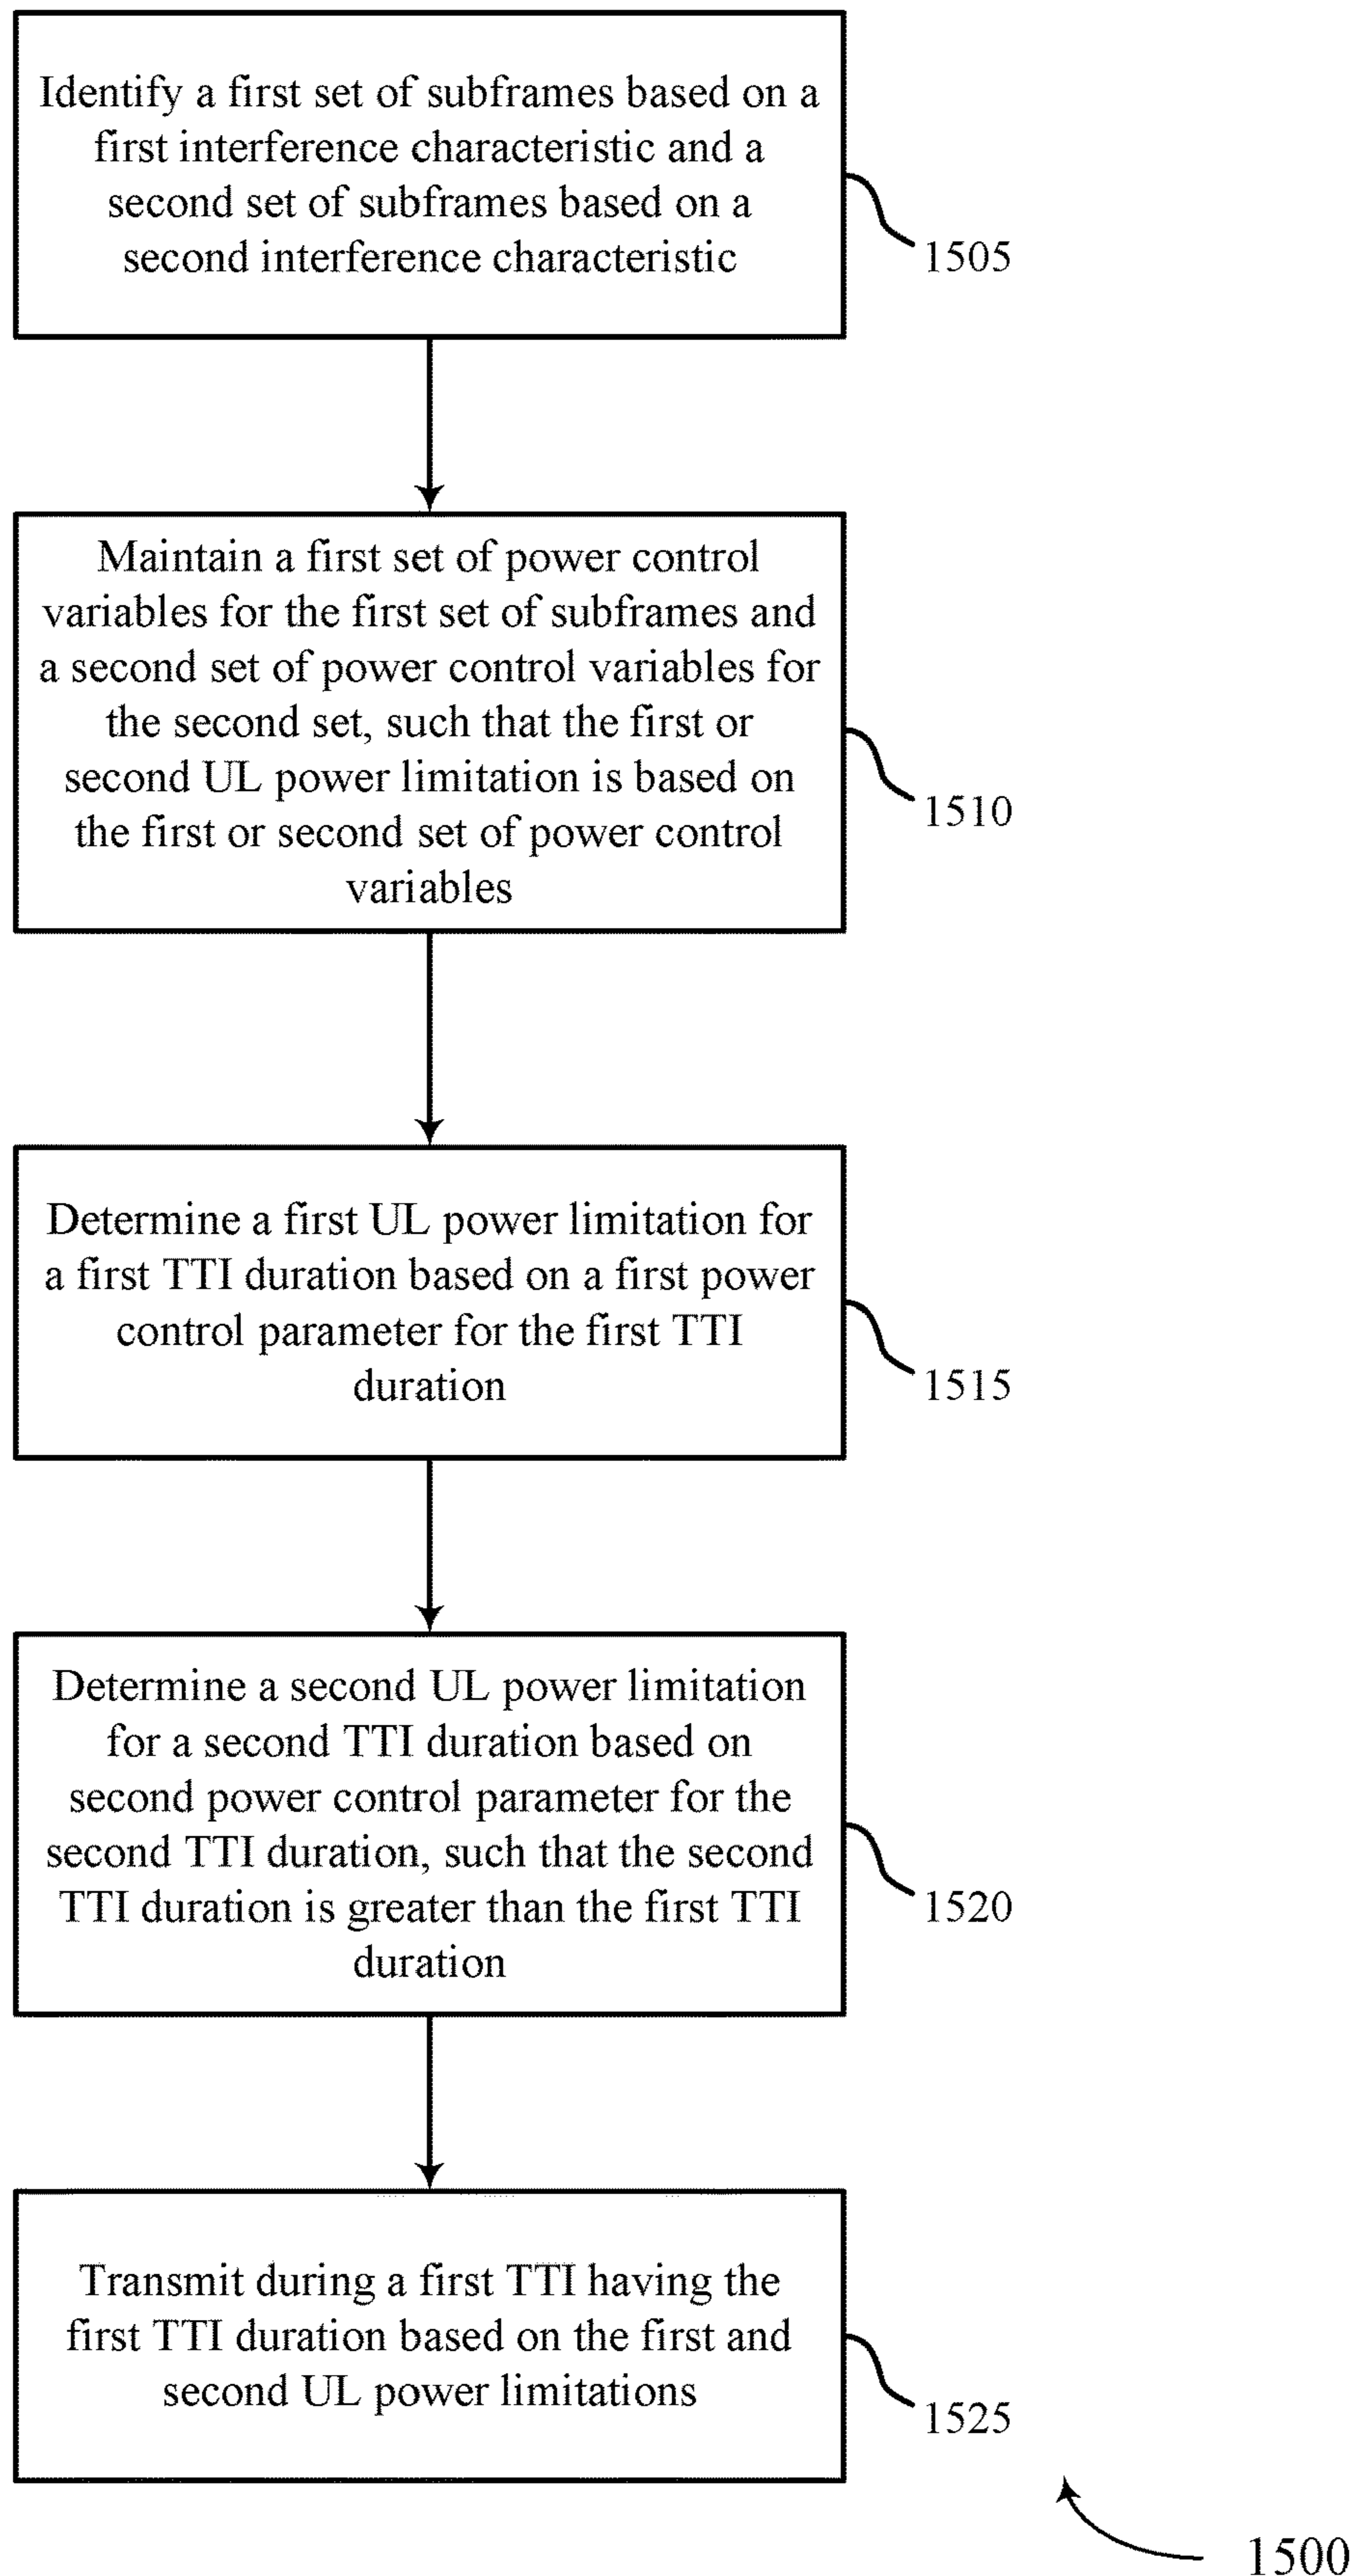 Identify a first set of subframes based on a
first interference characteristic and a
second set of subframes based on a
second interference characteristic
1505
Maintain a first set of power control
variables for the first set of subframes and
a second set of power control variables for
the second set, such that the first or
second UL power limitation is based on
the first or second set of power control
variables
1510
Determine a first UL power limitation for
a first TTI duration based on a first power
control parameter for the first TTI
duration
1515
Determine a second UL power limitation
for a second TTI duration based on
second power control parameter for the
second TTI duration, such that the second
TTI duration is greater than the first TTI
duration
1520
Transmit during a first TTI having the
first TTI duration based on the first and
second UL power limitations
1525
1500